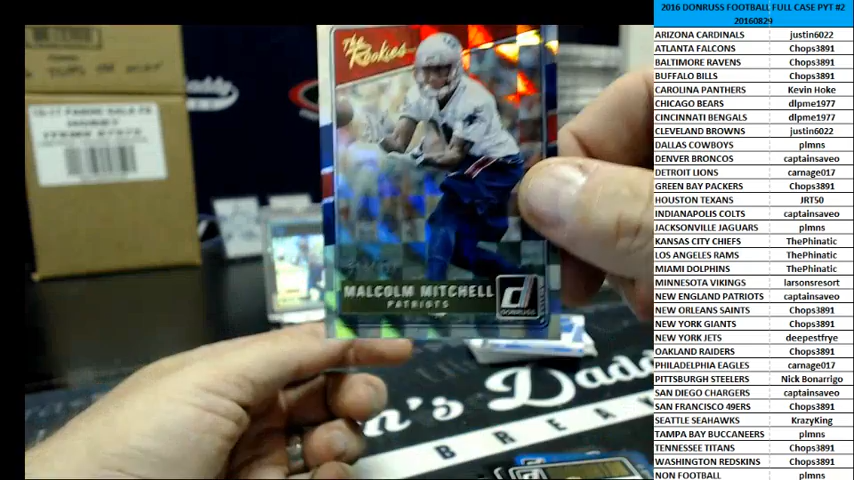 The
Rookies
MALCOLM MITCHELL
PATRIOTS
d
DONRUSS
Daddy
n's Daddy
BREA
2016 DONRUSS FOOTBALL FULL CASE PYT #2
20160829
ARIZONA CARDINALS justin6022
ATLANTA FALCONS Chops3891
BALTIMORE RAVENS Chops3891
BUFFALO BILLS Chops3891
CAROLINA PANTHERS Kevin Hoke
CHICAGO BEARS dlpme1977
CINCINNATI BENGALS dlpme1977
CLEVELAND BROWNS justin6022
DALLAS COWBOYS plmns
DENVER BRONCOS captainsaveo
DETROIT LIONS carnage017
GREEN BAY PACKERS Chops3891
HOUSTON TEXANS JRT50
INDIANAPOLIS COLTS captainsaveo
JACKSONVILLE JAGUARS plmns
KANSAS CITY CHIEFS ThePhinatic
LOS ANGELES RAMS ThePhinatic
MIAMI DOLPHINS ThePhinatic
MINNESOTA VIKINGS larsonsresort
NEW ENGLAND PATRIOTS captainsaveo
NEW ORLEANS SAINTS Chops3891
NEW YORK GIANTS Chops3891
NEW YORK JETS deepestfrye
OAKLAND RAIDERS Chops3891
PHILADELPHIA EAGLES carnage017
PITTSBURGH STEELERS Nick Bonarrigo
SAN DIEGO CHARGERS captainsaveo
SAN FRANCISCO 49ERS Chops3891
SEATTLE SEAHAWKS KrazyKing
TAMPA BAY BUCCANEERS plmns
TENNESSEE TITANS Chops3891
WASHINGTON REDSKINS Chops3891
NON FOOTBALL plmns